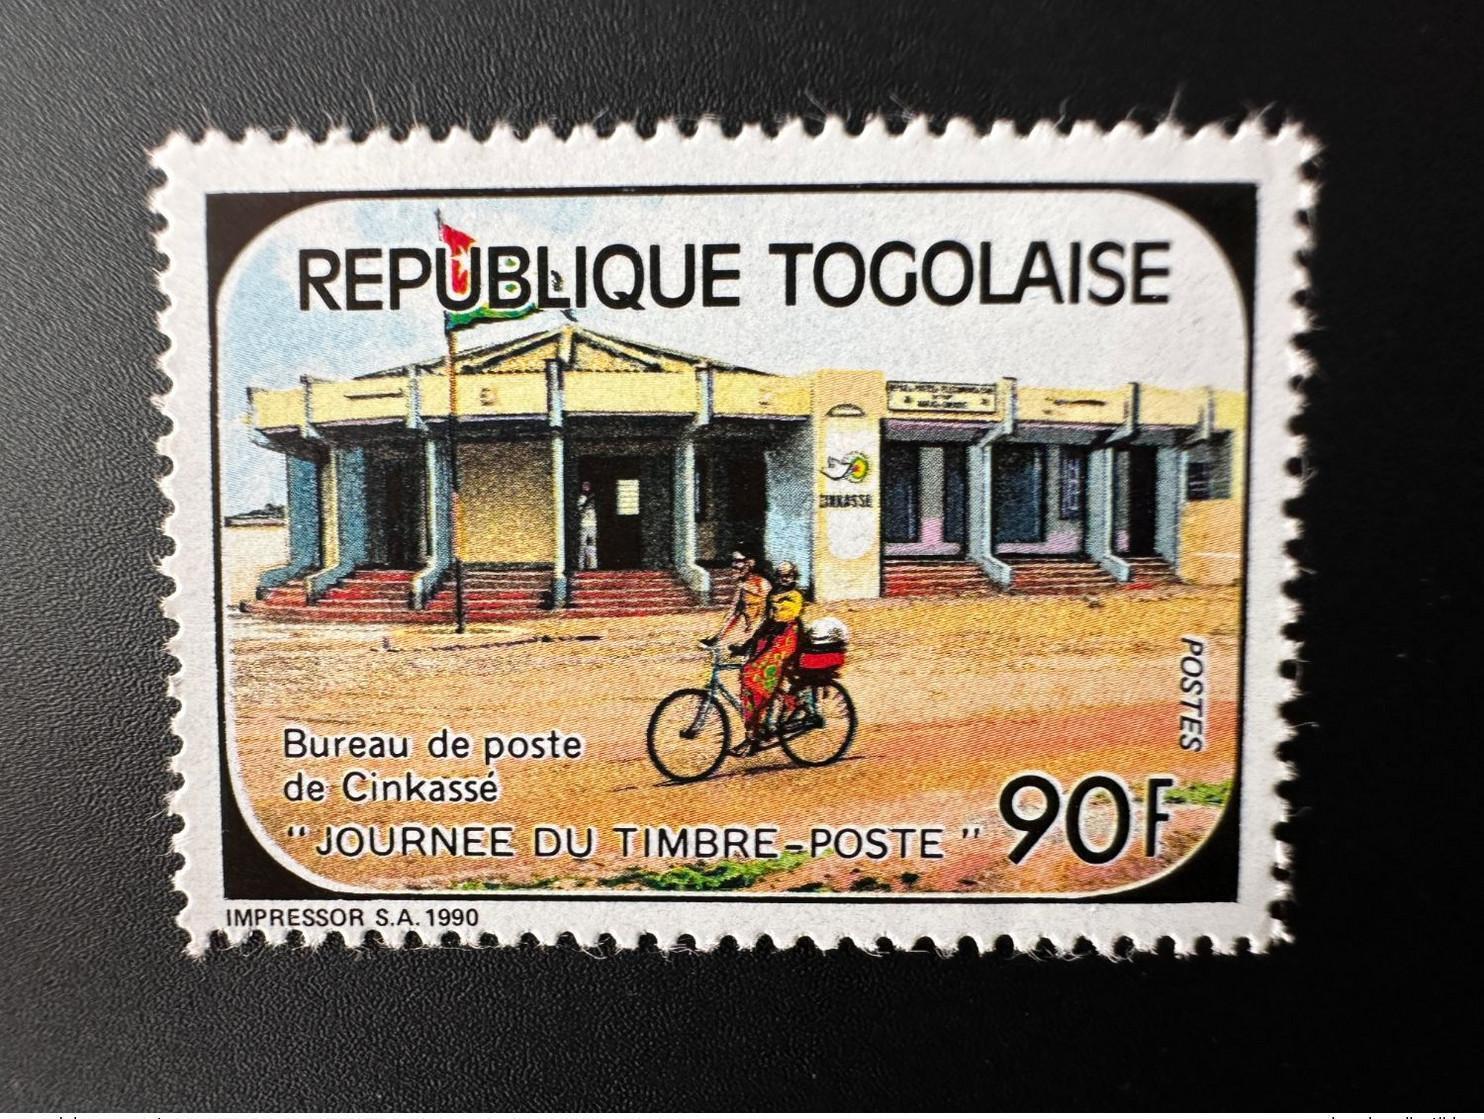 REPUBLIQUE TOGOLAISE
CINKASSE
POSTES
Bureau de poste
de Cinkassé
"JOURNEE DU TIMBRE-POSTE"
90F
IMPRESSOR S.A. 1990